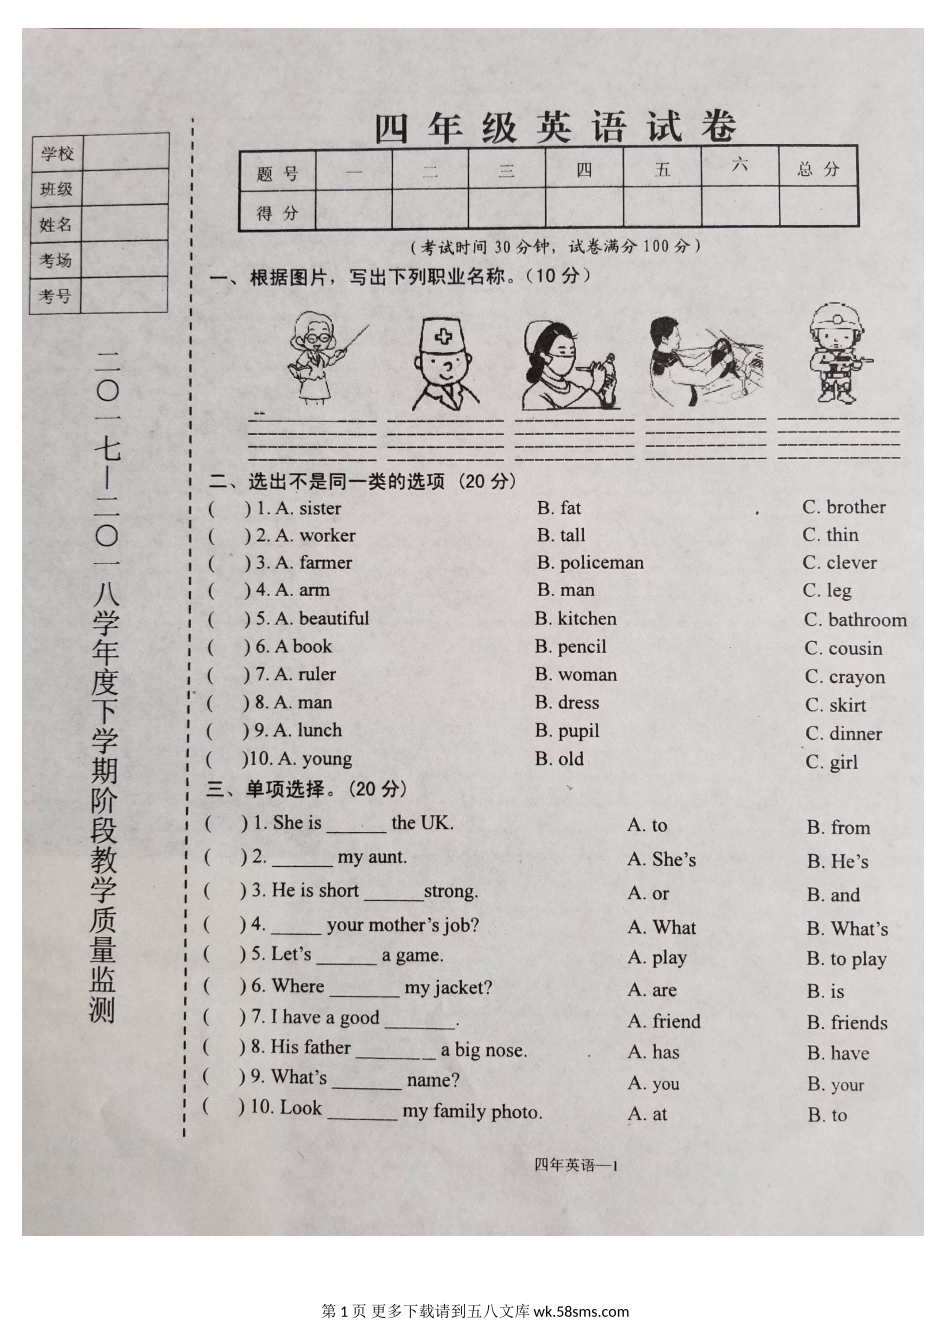 四年级英语试卷
学校
班级
姓名
考场
考号
题号 一 二 三 四 五 六 总分
得分
(考试时间30分钟，试卷满分100分)
二〇一七—二〇一八学年度下学期阶段教学质量监测
一、根据图片，写出下列职业名称。(10分)
二、选出不是同一类的选项 (20分)
( ) 1. A. sister B. fat C. brother
( ) 2. A. worker B. tall C. thin
( ) 3. A. farmer B. policeman C. clever
( ) 4. A. arm B. man C. leg
( ) 5. A. beautiful B. kitchen C. bathroom
( ) 6. A book B. pencil C. cousin
( ) 7. A. ruler B. woman C. crayon
( ) 8. A. man B. dress C. skirt
( ) 9. A. lunch B. pupil C. dinner
( )10. A. young B. old C. girl
三、单项选择。(20分)
( ) 1. She is ______ the UK. A. to B. from
( ) 2. ______ my aunt. A. She's B. He's
( ) 3. He is short ______strong. A. or B. and
( ) 4. _____ your mother's job? A. What B. What's
( ) 5. Let's ______ a game. A. play B. to play
( ) 6. Where _______ my jacket? A. are B. is
( ) 7. I have a good _______. A. friend B. friends
( ) 8. His father ________ a big nose. A. has B. have
( ) 9. What's _______ name? A. you B. your
( ) 10. Look _______ my family photo. A. at B. to
四年英语—1
第 1 页 更多下载请到五八文库 wk.58sms.com